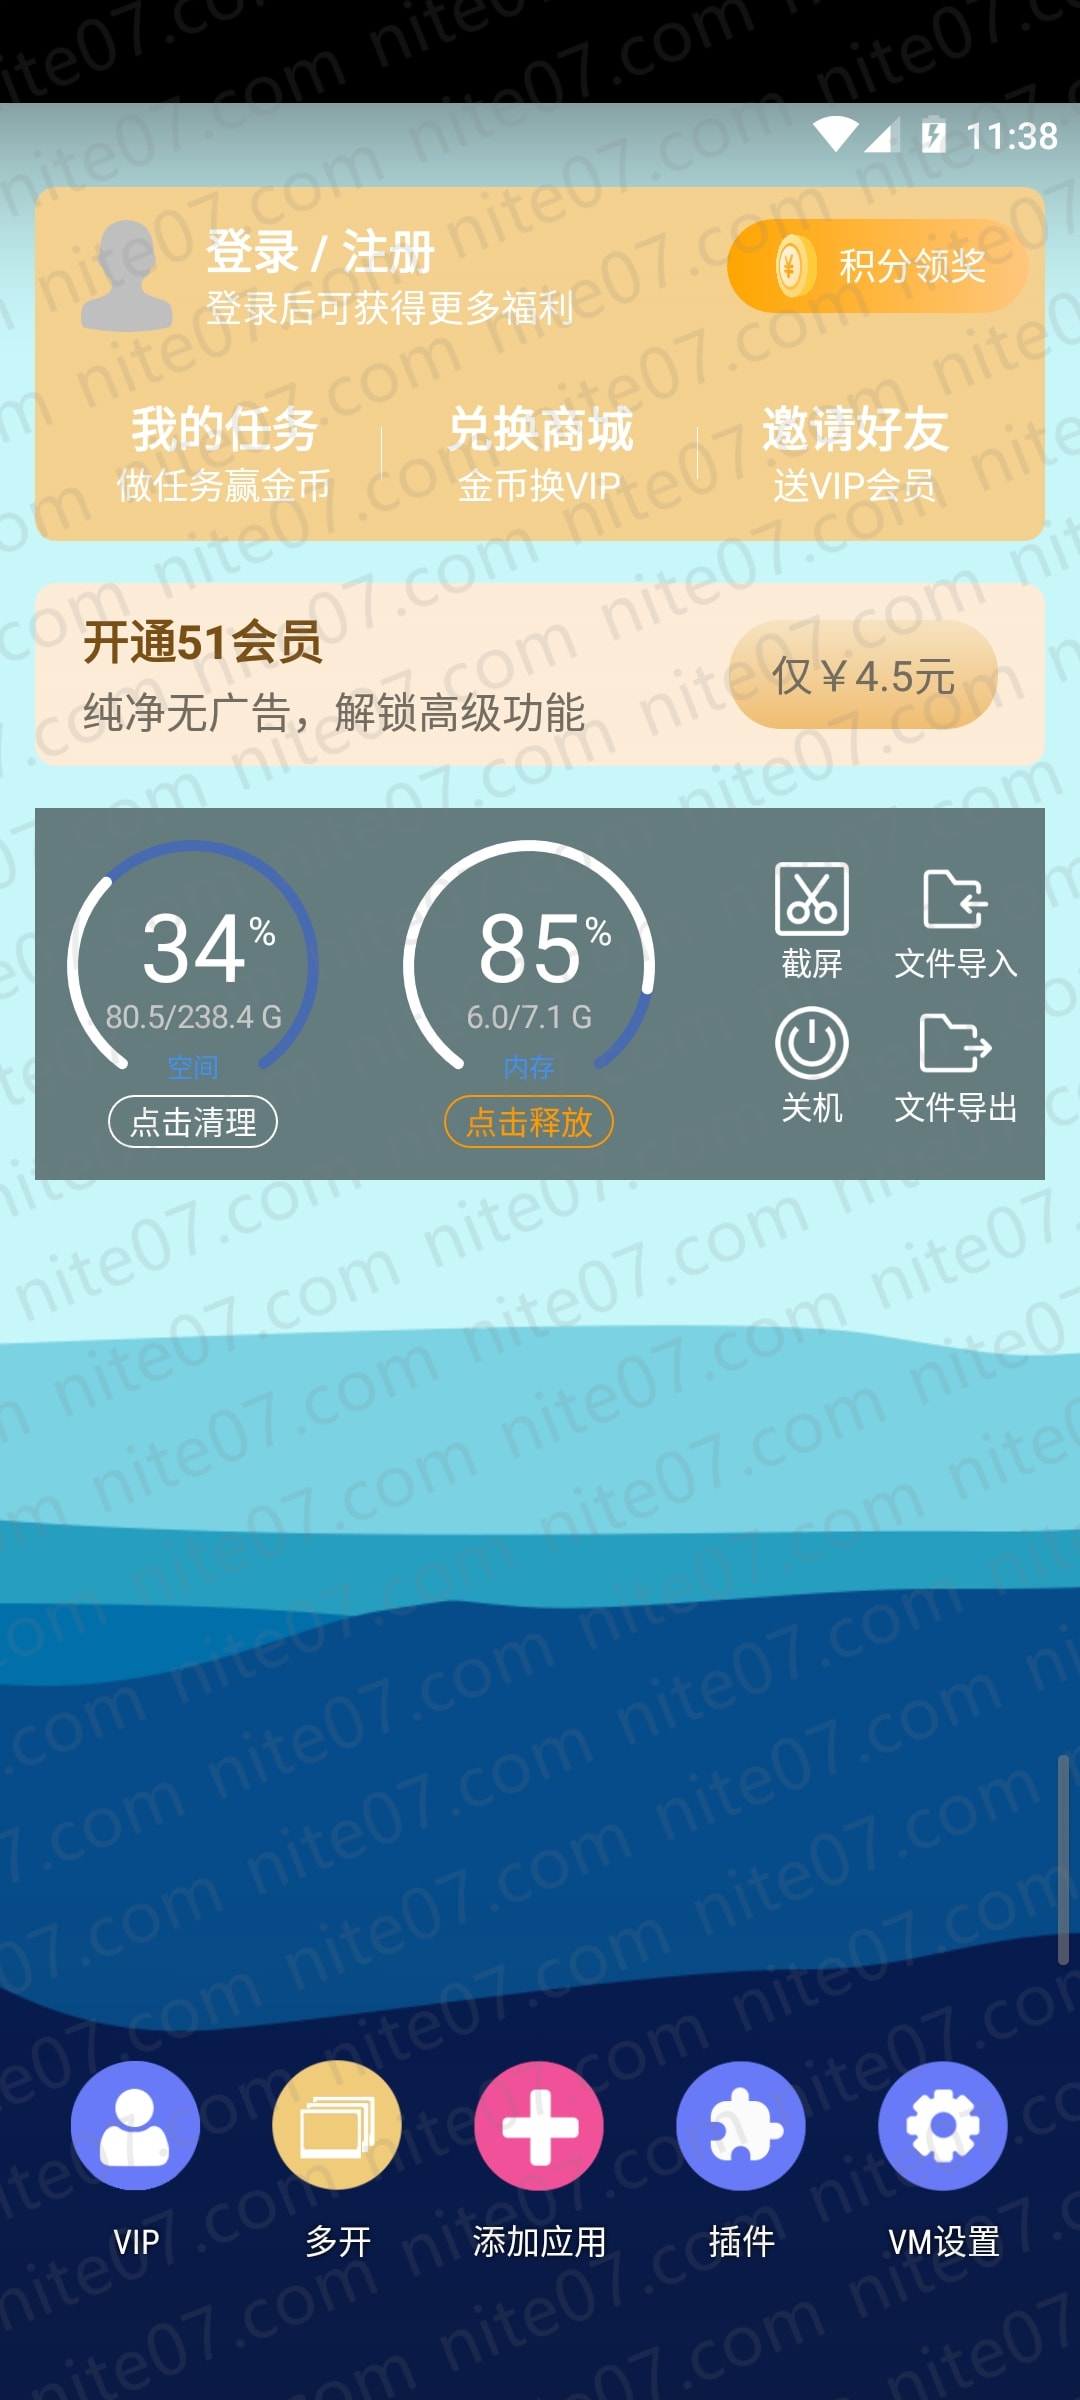 11:38
登录 / 注册
登录后可获得更多福利
积分领奖
我的任务
做任务赢金币
兑换商城
金币换VIP
邀请好友
送VIP会员
开通51会员
纯净无广告，解锁高级功能
仅￥4.5元
34%
80.5/238.4 G
空间
点击清理
85%
6.0/7.1 G
内存
点击释放
截屏
文件导入
关机
文件导出
VIP
多开
添加应用
插件
VM设置
nite07.com